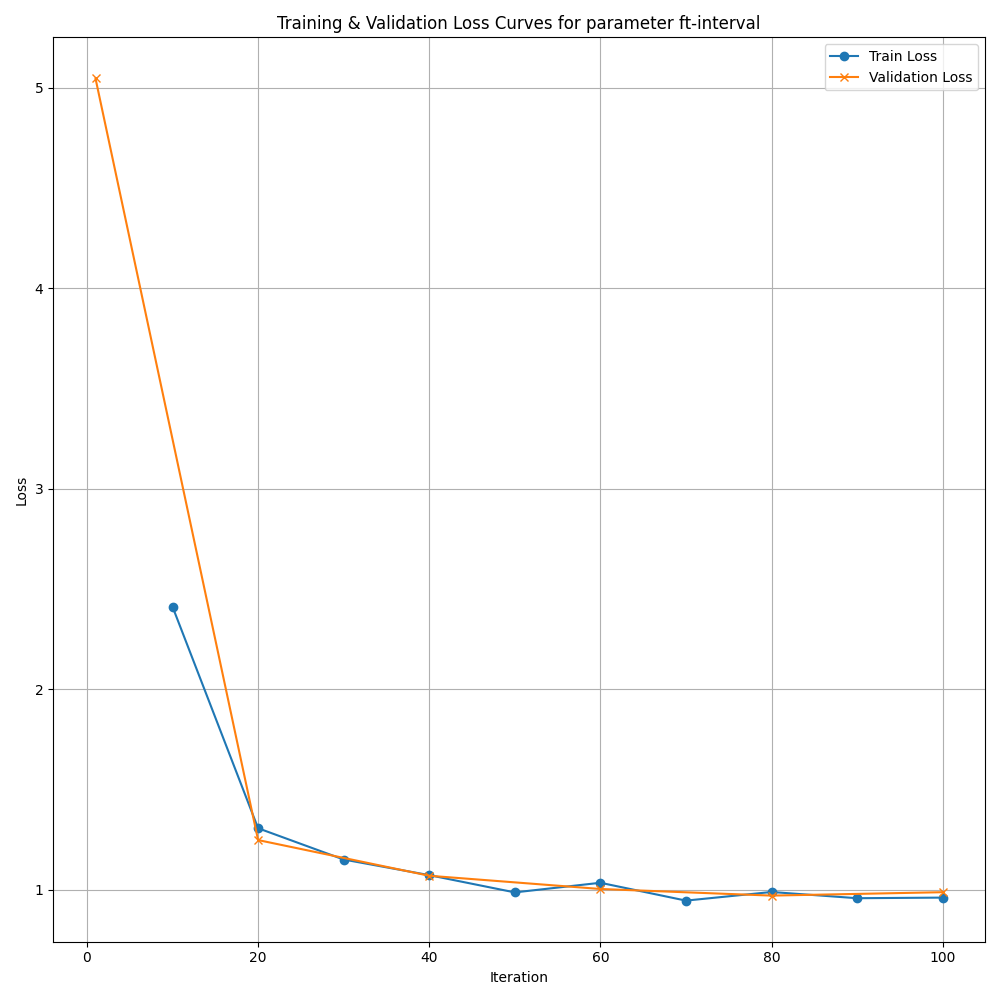 Training & Validation Loss Curves for parameter ft-interval
Train Loss
Validation Loss
5
4
3
2
1
Loss
0 20 40 60 80 100
Iteration